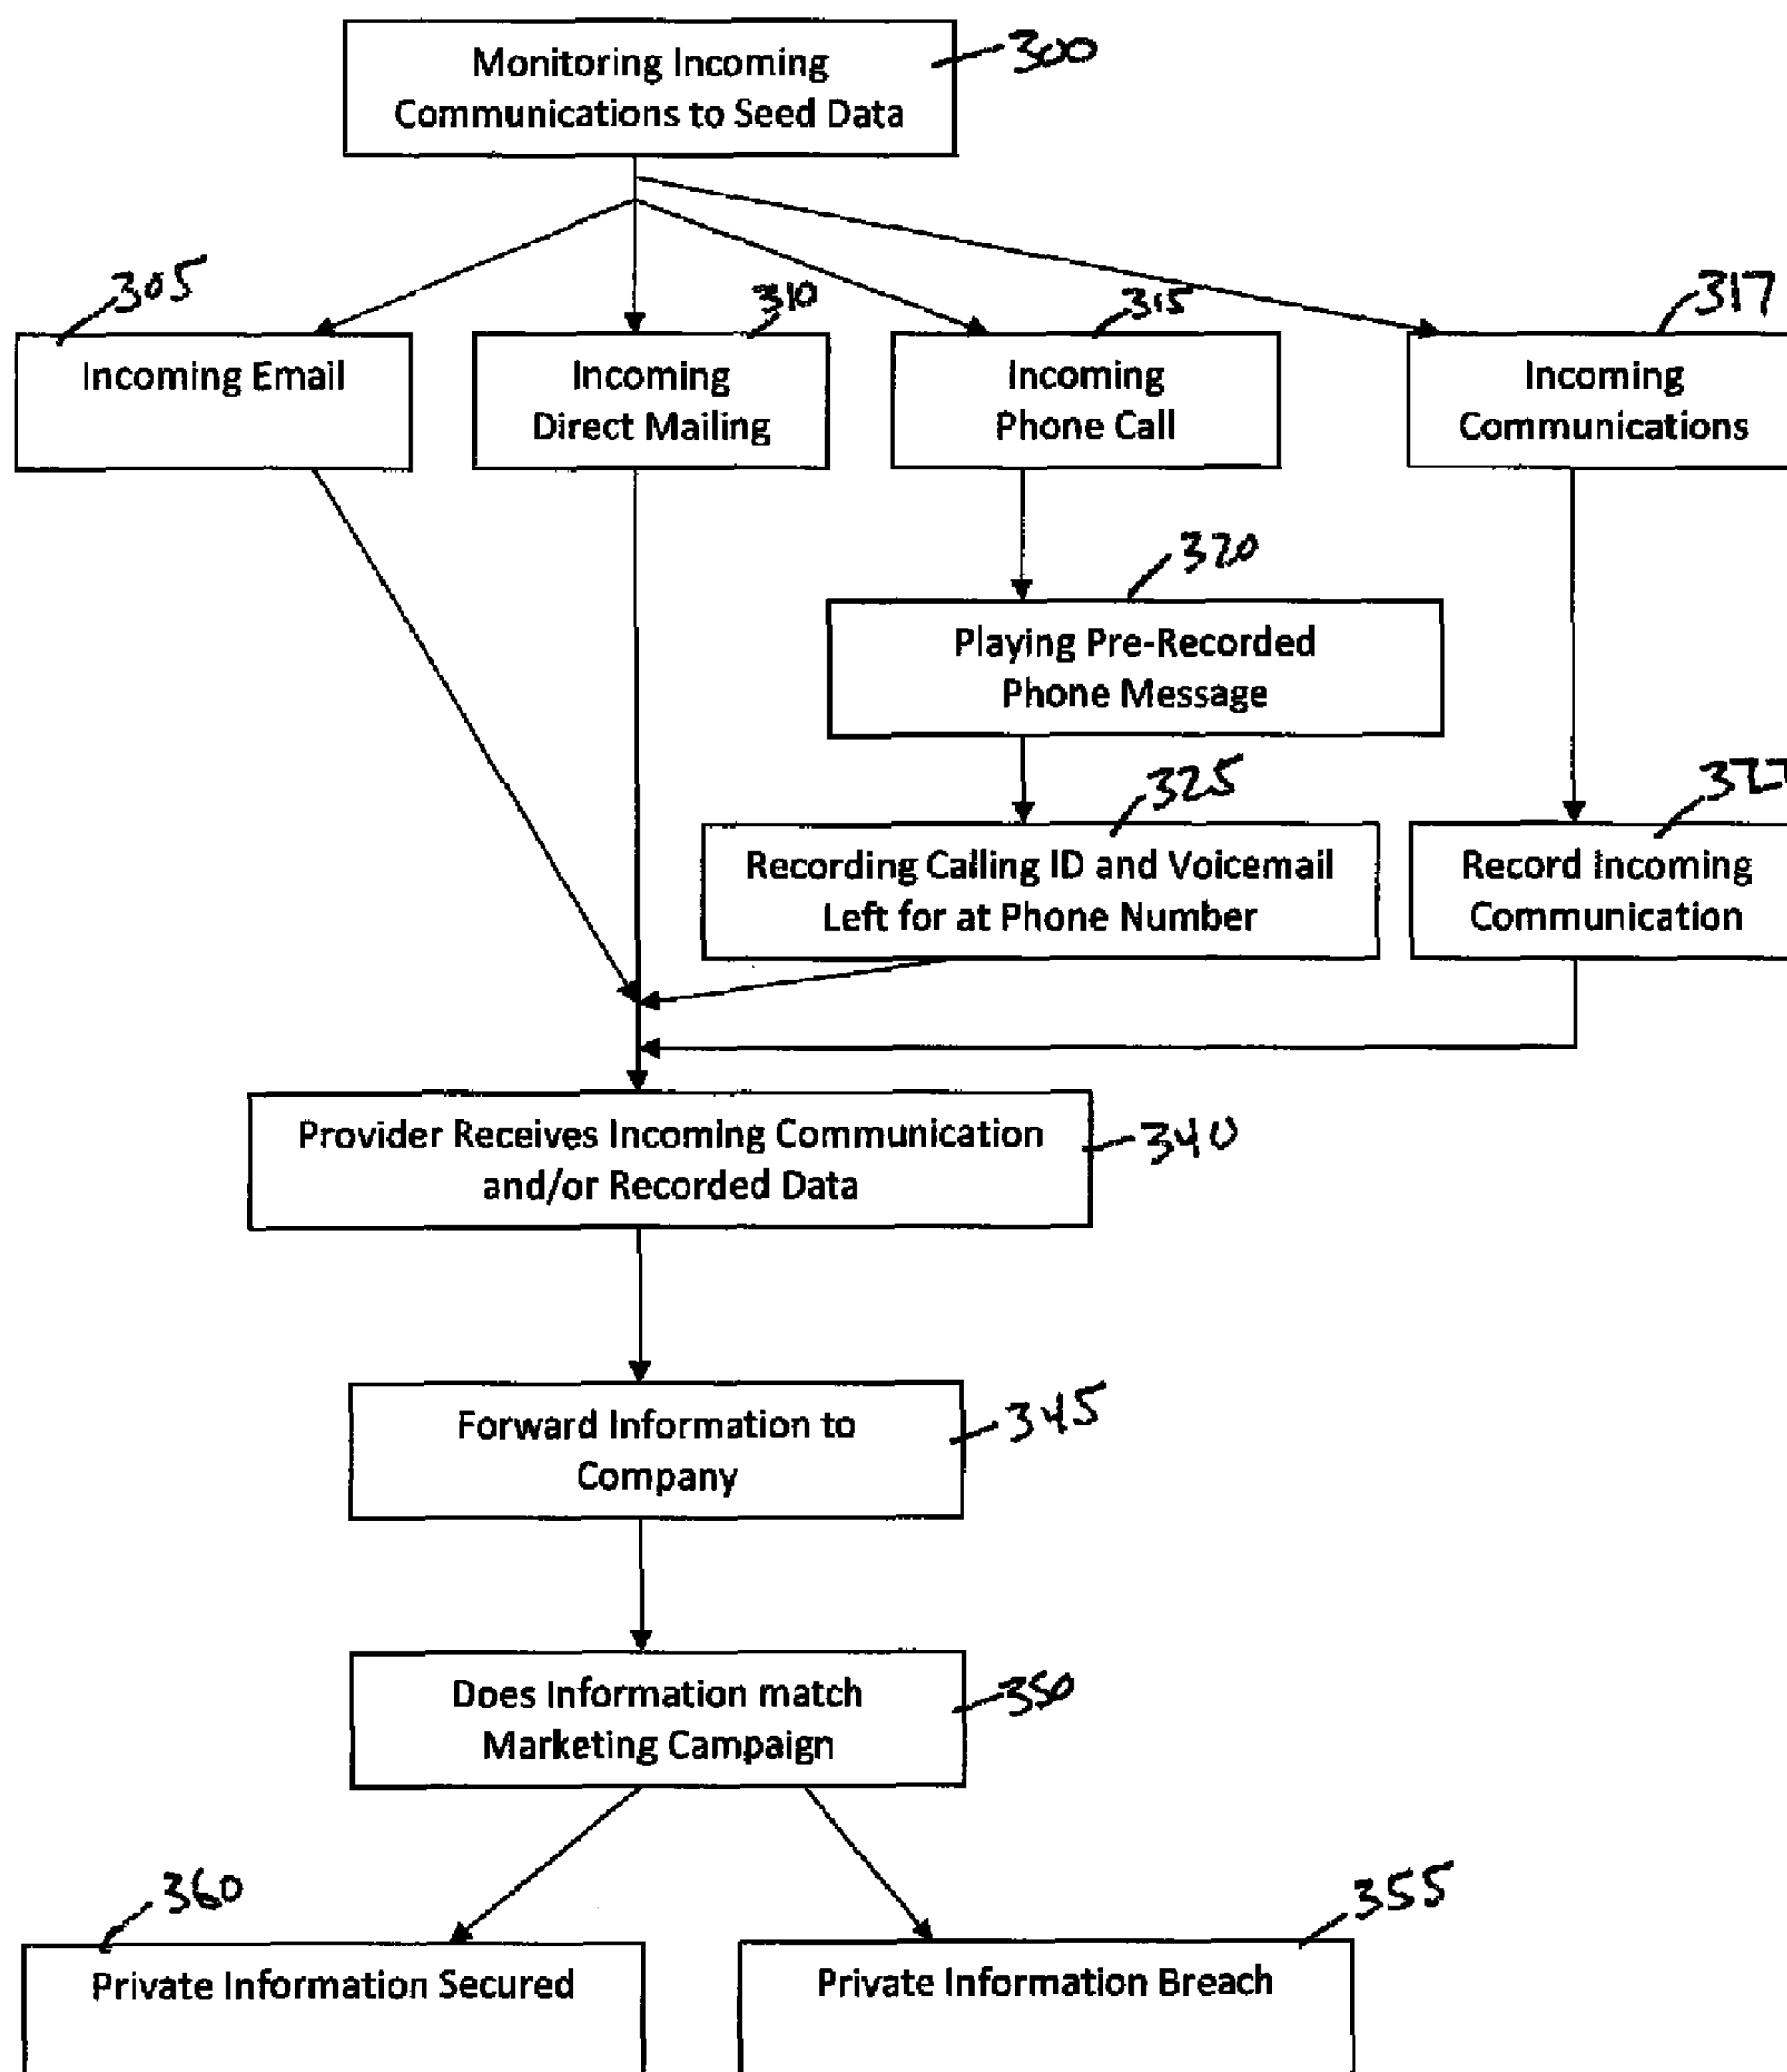 Monitoring Incoming
Communications to Seed Data
300
305
310
315
317
Incoming Email
Incoming
Direct Mailing
Incoming
Phone Call
Incoming
Communications
320
Playing Pre-Recorded
Phone Message
325
Recording Calling ID and Voicemail
Left for at Phone Number
Record Incoming
Communication
Provider Receives Incoming Communication
and/or Recorded Data
340
Forward Information to
Company
345
Does Information match
Marketing Campaign
350
360
355
Private Information Secured
Private Information Breach